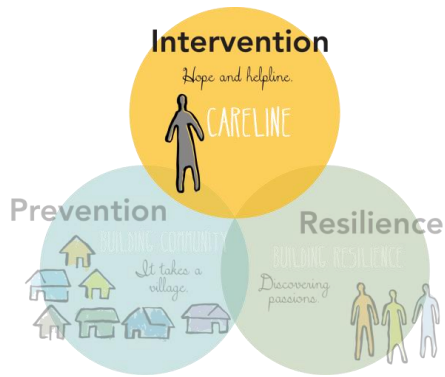 Intervention
Hope and helpline.
CARELINE
Prevention
BUILDING COMMUNITY
It takes a
village.
Resilience
BUILDING RESILIENCE
Discovering
passions.